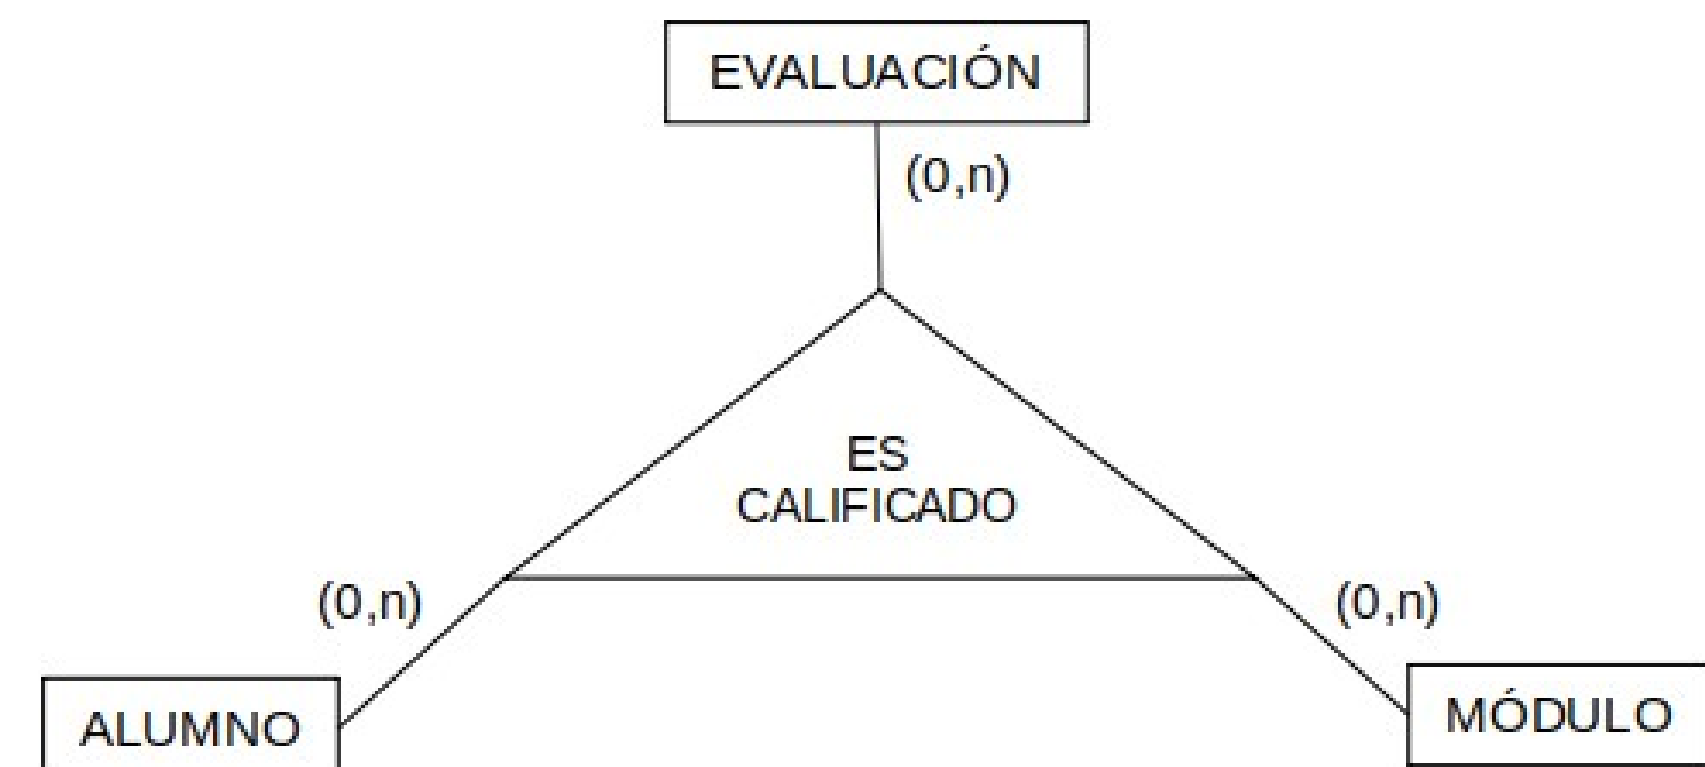 EVALUACIÓN
(0,n)
ES
CALIFICADO
(0,n)
(0,n)
ALUMNO
MÓDULO